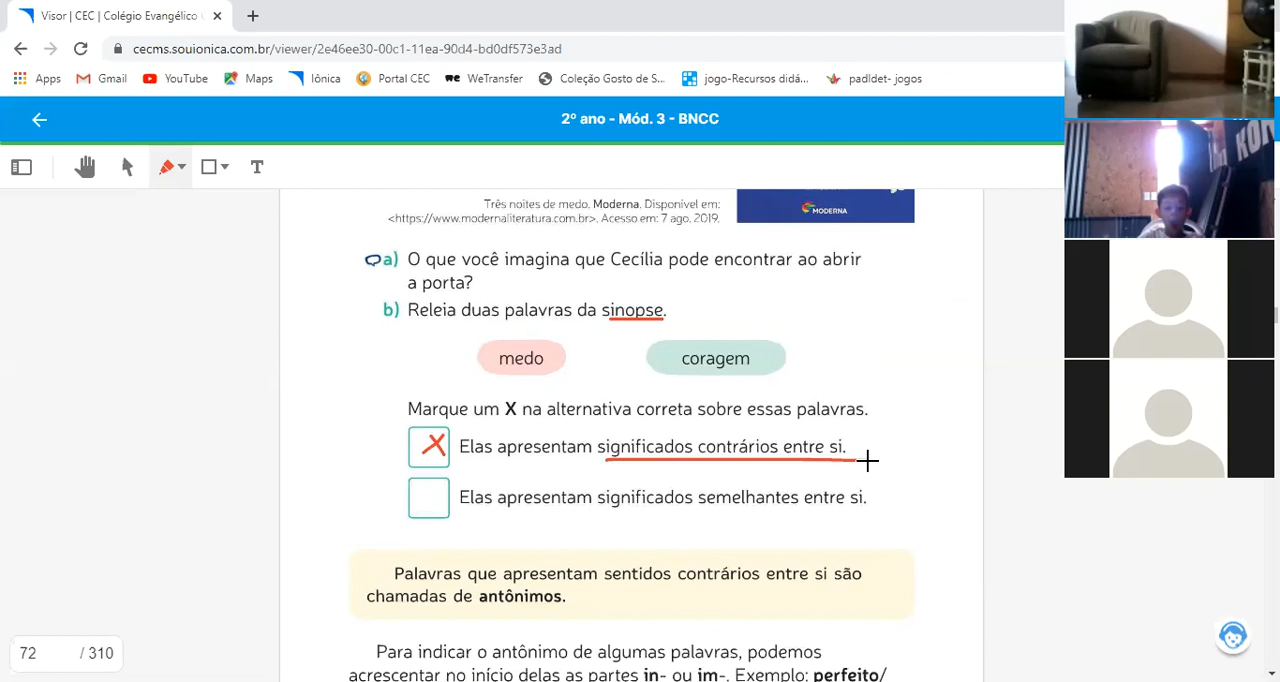 Visor | CEC | Colégio Evangélico
cecms.souionica.com.br/viewer/2e46ee30-00c1-11ea-90d4-bd0df573e3ad
Apps Gmail YouTube Maps Iônica Portal CEC WeTransfer Coleção Gosto de S... jogo-Recursos didá... padldet- jogos
2º ano - Mód. 3 - BNCC
T
Três noites de medo. Moderna. Disponível em:
<https://www.modernaliteratura.com.br>. Acesso em: 7 ago. 2019.
MODERNA
a) O que você imagina que Cecília pode encontrar ao abrir
a porta?
b) Releia duas palavras da sinopse.
medo coragem
Marque um X na alternativa correta sobre essas palavras.
X Elas apresentam significados contrários entre si.
Elas apresentam significados semelhantes entre si.
Palavras que apresentam sentidos contrários entre si são
chamadas de antônimos.
Para indicar o antônimo de algumas palavras, podemos
acrescentar no início delas as partes in- ou im-. Exemplo: perfeito/
72 / 310